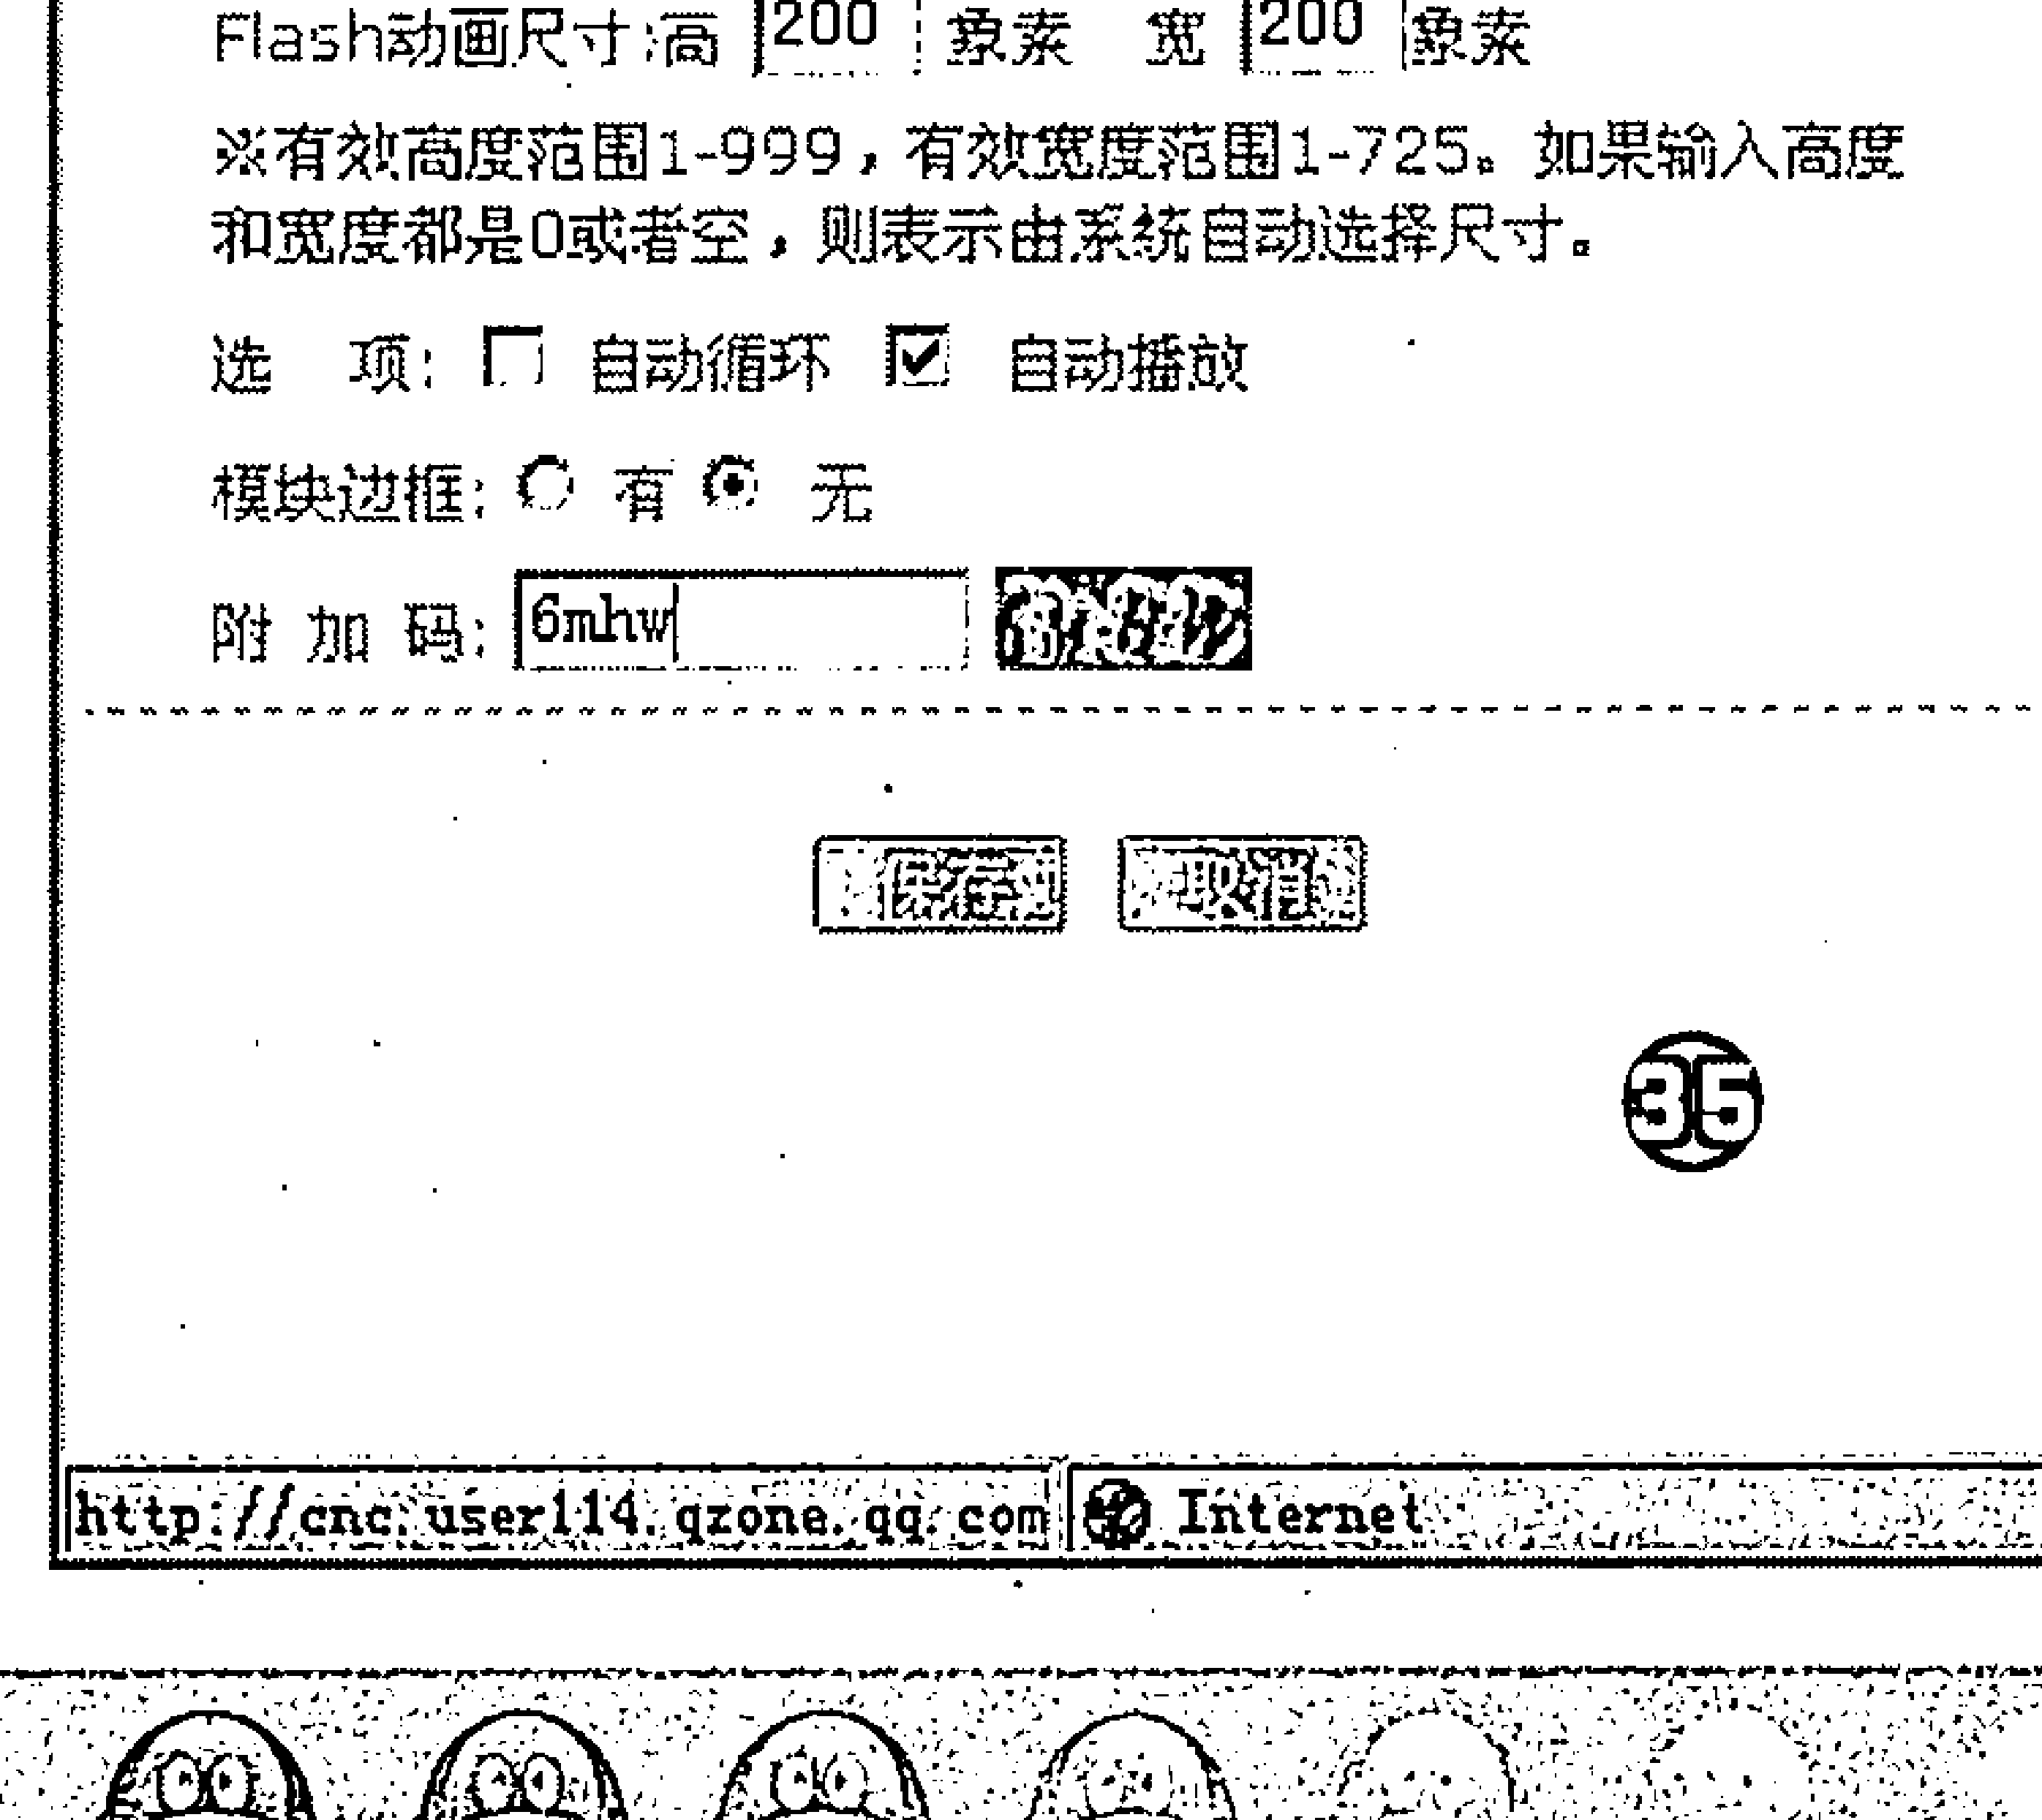 Flash动画尺寸:高 200 像素 宽 200 像素
※有效高度范围1-999，有效宽度范围1-725。如果输入高度
和宽度都是0或者空，则表示由系统自动选择尺寸。
选 项: 自动循环 自动播放
模块边框: 有 无
附 加 码: 6mhw
保存 取消
35
http://cnc.user114.qzone.qq.com Internet